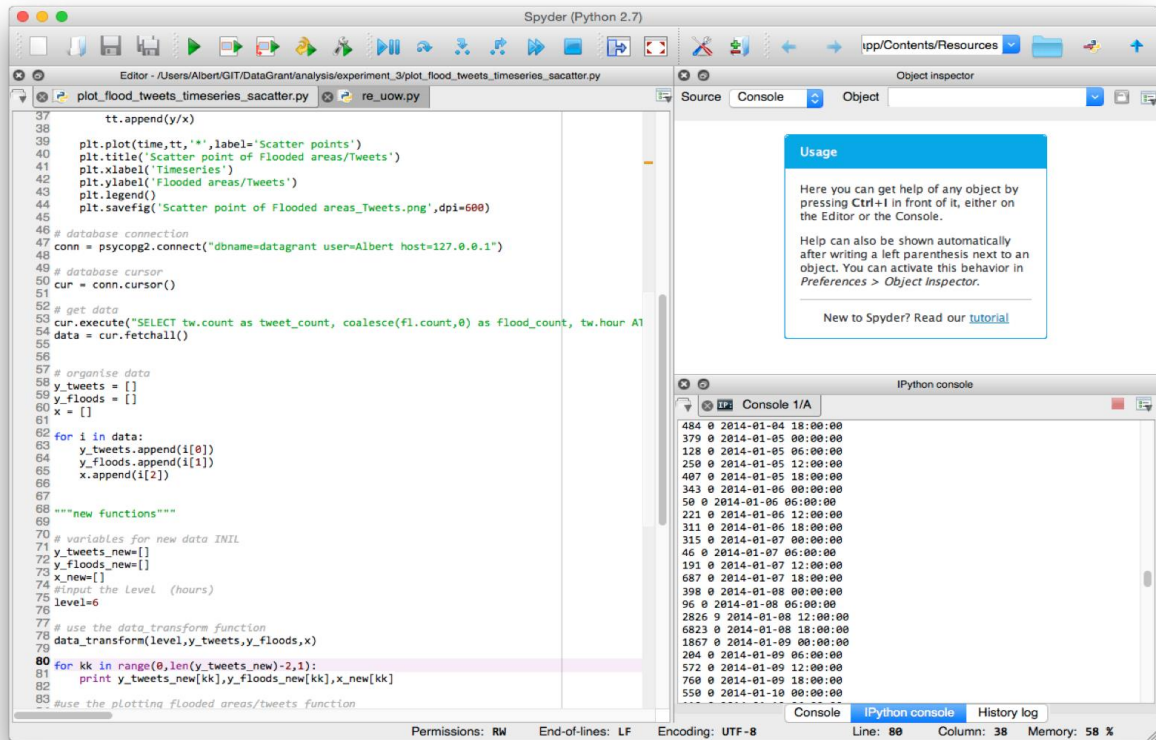 Spyder (Python 2.7)
ιpp/Contents/Resources
Editor - /Users/Albert/GIT/DataGrant/analysis/experiment_3/plot_flood_tweets_timeseries_sacatter.py
plot_flood_tweets_timeseries_sacatter.py
re_uow.py
37 tt.append(y/x)
38
39 plt.plot(time,tt,'*',label='Scatter points')
40 plt.title('Scatter point of Flooded areas/Tweets')
41 plt.xlabel('Timeseries')
42 plt.ylabel('Flooded areas/Tweets')
43 plt.legend()
44 plt.savefig('Scatter point of Flooded areas_Tweets.png',dpi=600)
45
46 # database connection
47 conn = psycopg2.connect("dbname=datagrant user=Albert host=127.0.0.1")
48
49 # database cursor
50 cur = conn.cursor()
51
52 # get data
53 cur.execute("SELECT tw.count as tweet_count, coalesce(fl.count,0) as flood_count, tw.hour AT
54 data = cur.fetchall()
55
56
57 # organise data
58 y_tweets = []
59 y_floods = []
60 x = []
61
62 for i in data:
63 y_tweets.append(i[0])
64 y_floods.append(i[1])
65 x.append(i[2])
66
67
68 """new functions"""
69
70 # variables for new data INIL
71 y_tweets_new=[]
72 y_floods_new=[]
73 x_new=[]
74 #input the level (hours)
75 level=6
76
77 # use the data_transform function
78 data_transform(level,y_tweets,y_floods,x)
79
80 for kk in range(0,len(y_tweets_new)-2,1):
81 print y_tweets_new[kk],y_floods_new[kk],x_new[kk]
82
83 #use the plotting flooded areas/tweets function
Object inspector
Source Console Object
Usage
Here you can get help of any object by
pressing Ctrl+I in front of it, either on
the Editor or the Console.
Help can also be shown automatically
after writing a left parenthesis next to an
object. You can activate this behavior in
Preferences > Object Inspector.
New to Spyder? Read our tutorial
IPython console
IP: Console 1/A
484 0 2014-01-04 18:00:00
379 0 2014-01-05 00:00:00
128 0 2014-01-05 06:00:00
250 0 2014-01-05 12:00:00
407 0 2014-01-05 18:00:00
343 0 2014-01-06 00:00:00
50 0 2014-01-06 06:00:00
221 0 2014-01-06 12:00:00
311 0 2014-01-06 18:00:00
315 0 2014-01-07 00:00:00
46 0 2014-01-07 06:00:00
191 0 2014-01-07 12:00:00
687 0 2014-01-07 18:00:00
398 0 2014-01-08 00:00:00
96 0 2014-01-08 06:00:00
2826 9 2014-01-08 12:00:00
6823 0 2014-01-08 18:00:00
1867 0 2014-01-09 00:00:00
204 0 2014-01-09 06:00:00
572 0 2014-01-09 12:00:00
760 0 2014-01-09 18:00:00
550 0 2014-01-10 00:00:00
Console IPython console History log
Permissions: RW End-of-lines: LF Encoding: UTF-8 Line: 80 Column: 38 Memory: 58 %